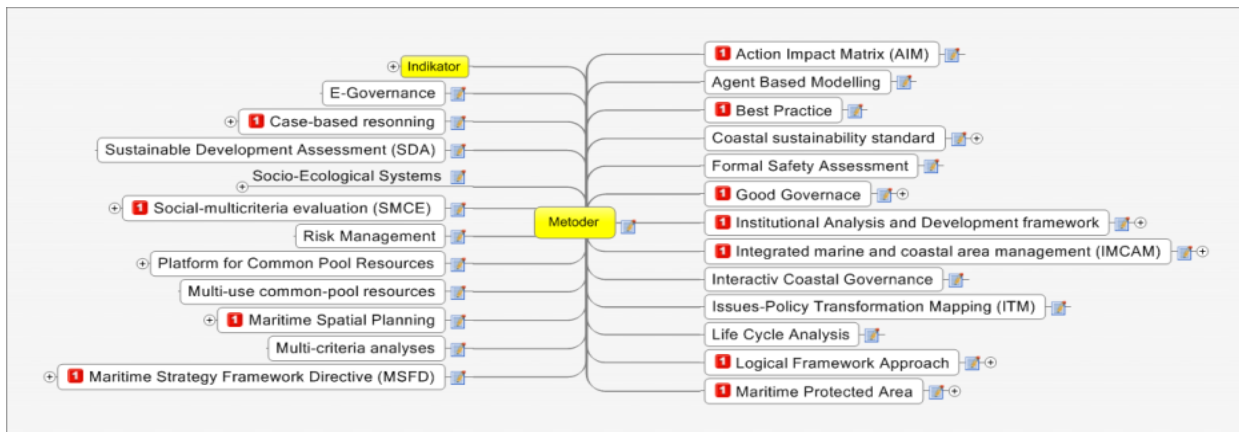 Indikator
E-Governance
1 Case-based resonning
Sustainable Development Assessment (SDA)
Socio-Ecological Systems
1 Social-multicriteria evaluation (SMCE)
Risk Management
Platform for Common Pool Resources
Multi-use common-pool resources
1 Maritime Spatial Planning
Multi-criteria analyses
1 Maritime Strategy Framework Directive (MSFD)
Metoder
1 Action Impact Matrix (AIM)
Agent Based Modelling
1 Best Practice
Coastal sustainability standard
Formal Safety Assessment
1 Good Governace
1 Institutional Analysis and Development framework
1 Integrated marine and coastal area management (IMCAM)
Interactiv Coastal Governance
Issues-Policy Transformation Mapping (ITM)
Life Cycle Analysis
1 Logical Framework Approach
1 Maritime Protected Area